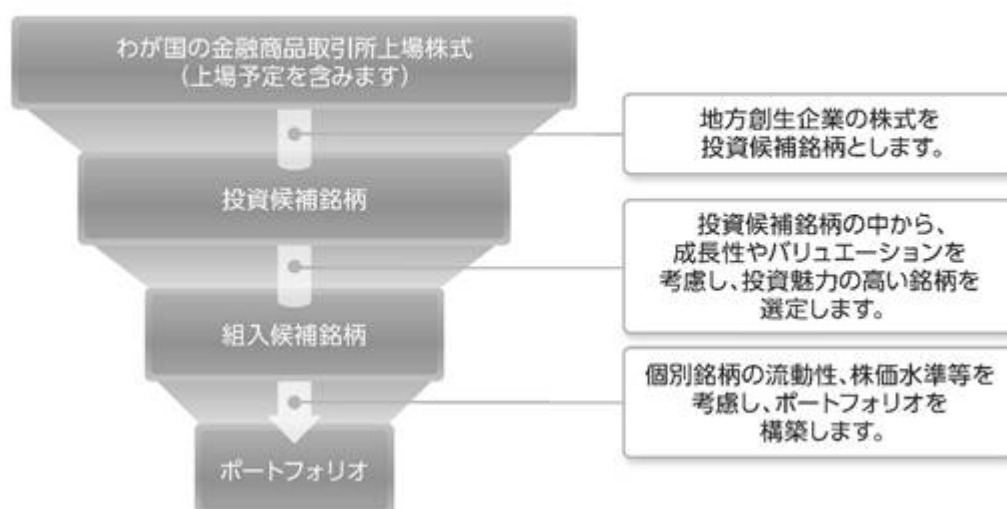 わが国の金融商品取引所上場株式
(上場予定を含みます)
地方創生企業の株式を
投資候補銘柄とします。
投資候補銘柄
投資候補銘柄の中から、
成長性やバリュエーションを
考慮し、投資魅力の高い銘柄を
選定します。
組入候補銘柄
個別銘柄の流動性、株価水準等を
考慮し、ポートフォリオを
構築します。
ポートフォリオ